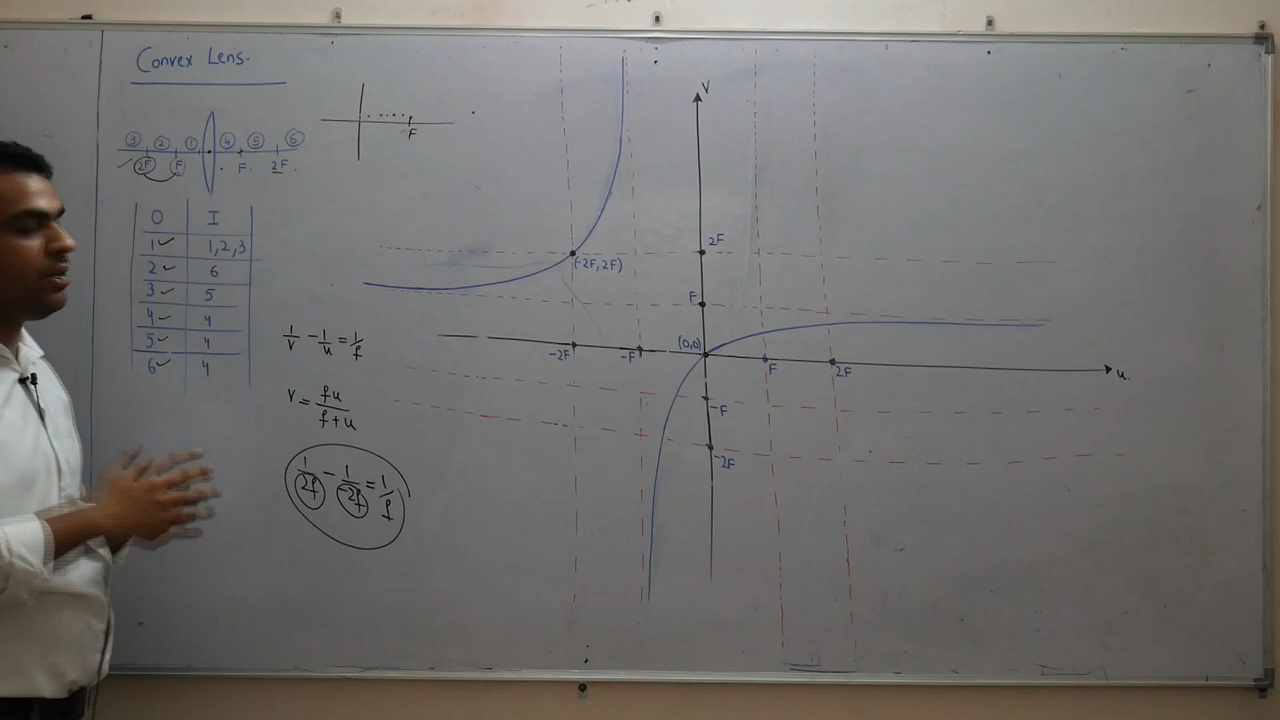 Convex Lens.
③ ② ① ④ ⑤ ⑥
2F F F 2F
O I
1 ✓ 1,2,3
2 ✓ 6
3 ✓ 5
4 ✓ 4
5 ✓ 4
6 ✓ 4
F
1/v - 1/u = 1/f
v = fu/f+u
1/2f - 1/-2f = 1/f
v
2F
(-2F, 2F)
F
(0,0)
-2F -F F 2F u.
-F
-2F